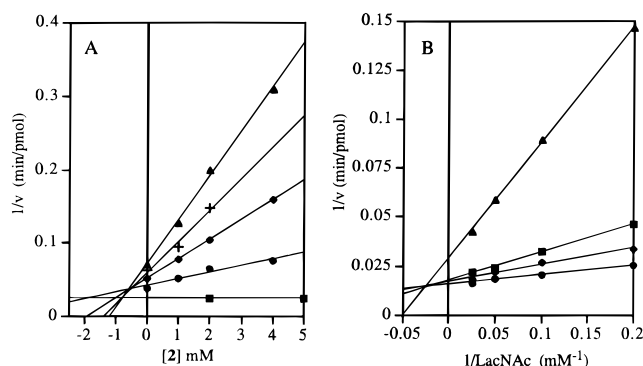 A
1/v (min/pmol)
0.4
0.3
0.2
0.1
0
-2 -1 0 1 2 3 4 5
[2] mM
B
1/v (min/pmol)
0.15
0.125
0.1
0.075
0.05
0.025
0
-0.05 0 0.05 0.1 0.15 0.2
1/LacNAc (mM-1)